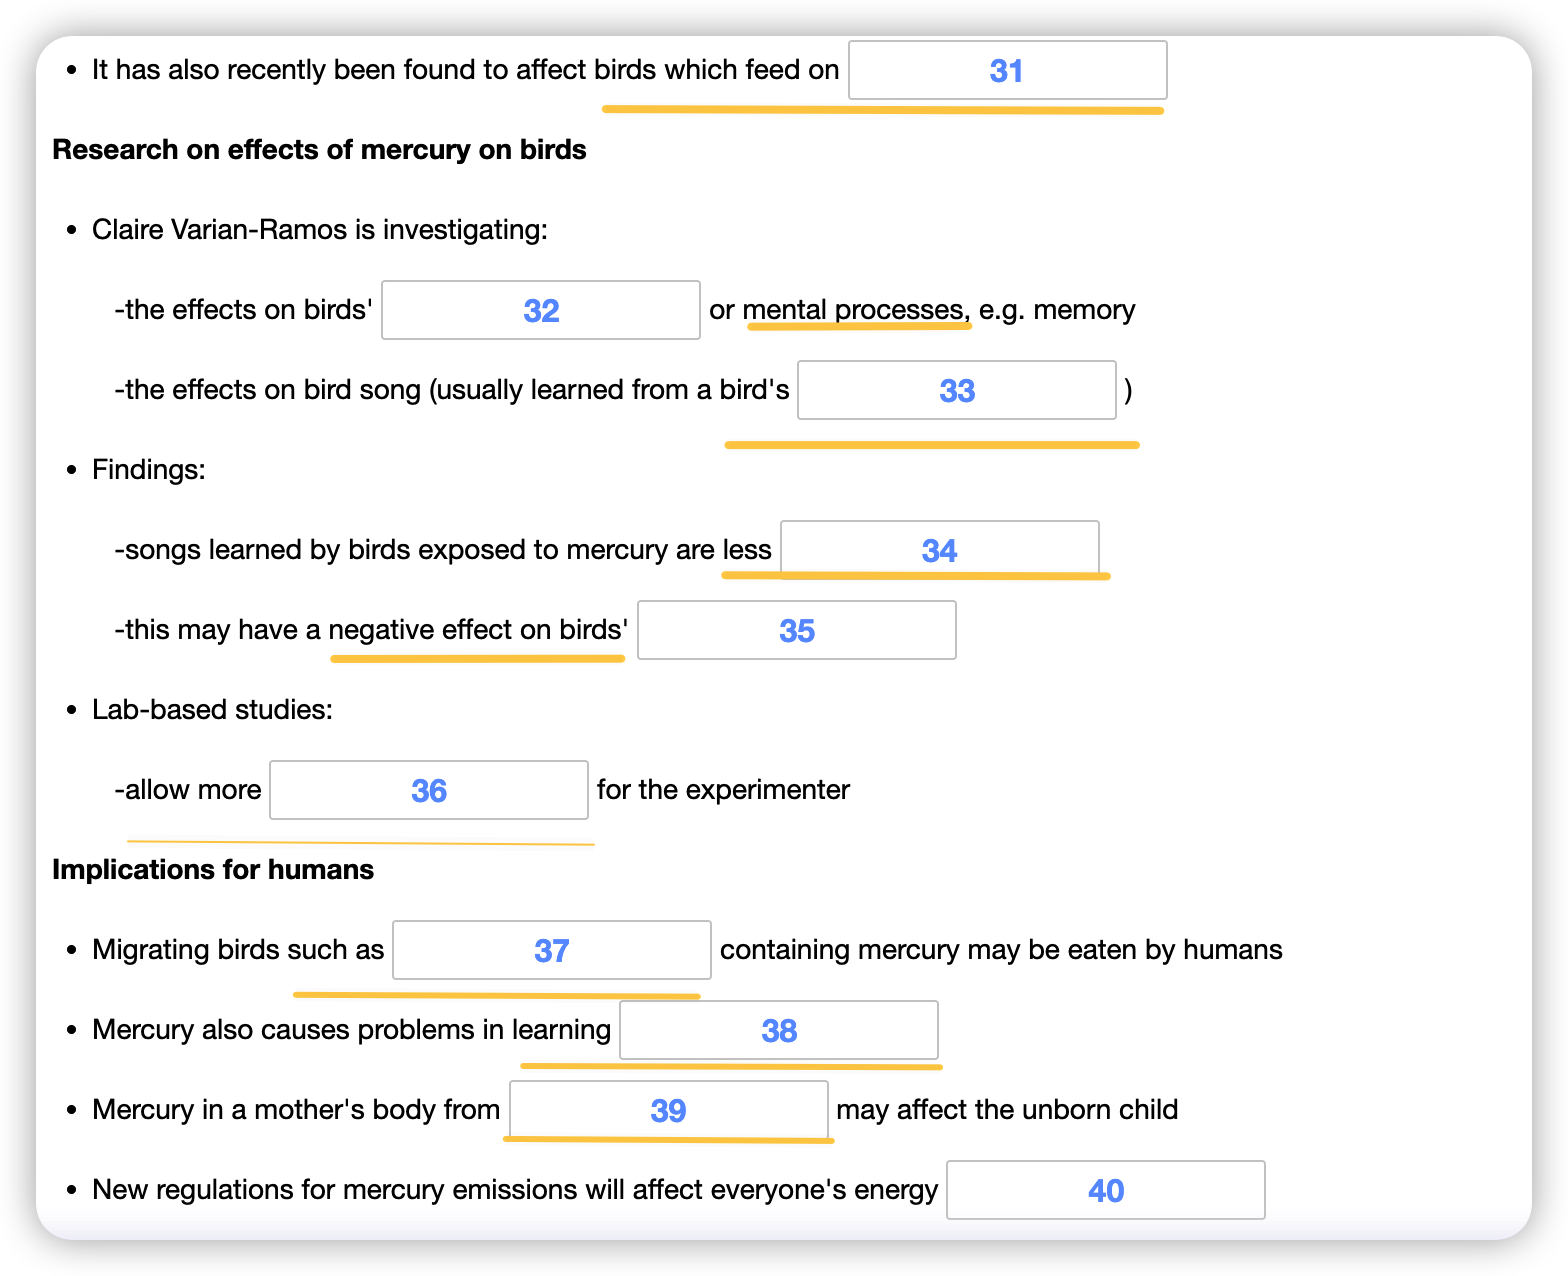 • It has also recently been found to affect birds which feed on 31
Research on effects of mercury on birds
• Claire Varian-Ramos is investigating:
-the effects on birds' 32 or mental processes, e.g. memory
-the effects on bird song (usually learned from a bird's 33 )
• Findings:
-songs learned by birds exposed to mercury are less 34
-this may have a negative effect on birds' 35
• Lab-based studies:
-allow more 36 for the experimenter
Implications for humans
• Migrating birds such as 37 containing mercury may be eaten by humans
• Mercury also causes problems in learning 38
• Mercury in a mother's body from 39 may affect the unborn child
• New regulations for mercury emissions will affect everyone's energy 40